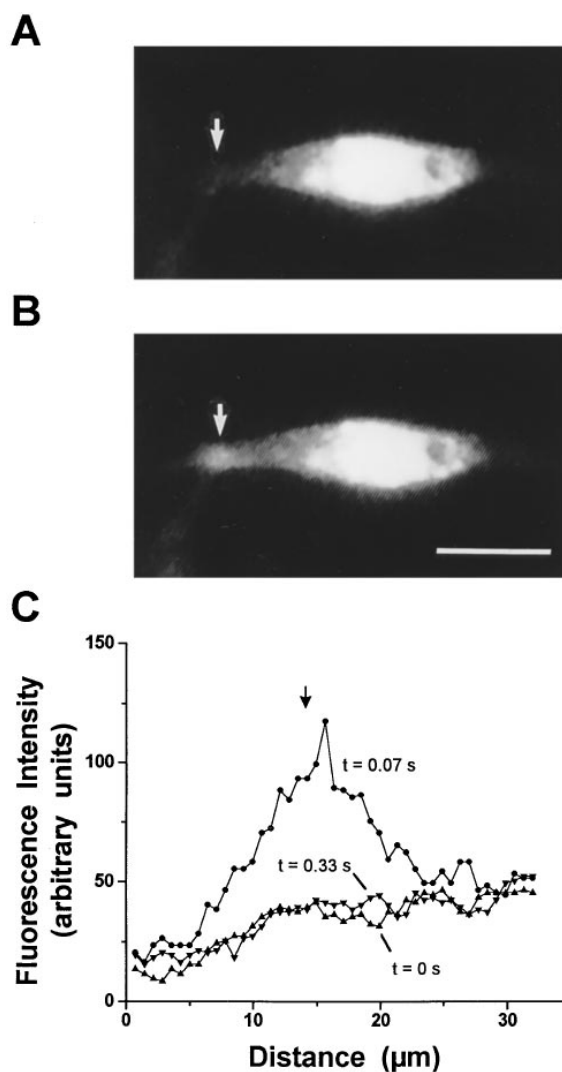 A
B
C
150
100
50
0
0
10
20
30
t = 0.07 s
t = 0.33 s
t = 0 s
Fluorescence Intensity
(arbitrary units)
Distance (µm)